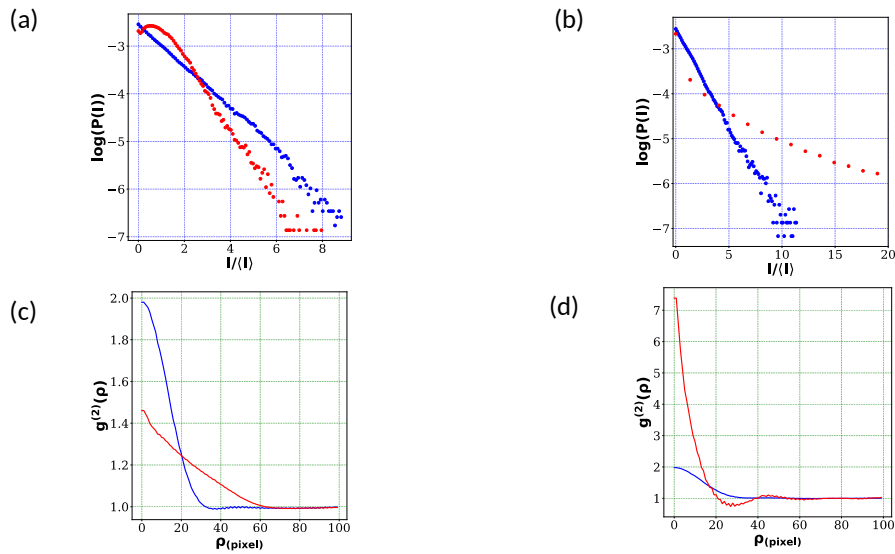 (a)
−3
−4
−5
−6
−7
0 2 4 6 8
log(P(I))
I/⟨I⟩
(b)
−3
−4
−5
−6
−7
0 5 10 15 20
log(P(I))
I/⟨I⟩
(c)
2.0
1.8
1.6
1.4
1.2
1.0
0 20 40 60 80 100
g(2)(ρ)
ρ(pixel)
(d)
7
6
5
4
3
2
1
0
0 20 40 60 80 100
g(2)(ρ)
ρ(pixel)